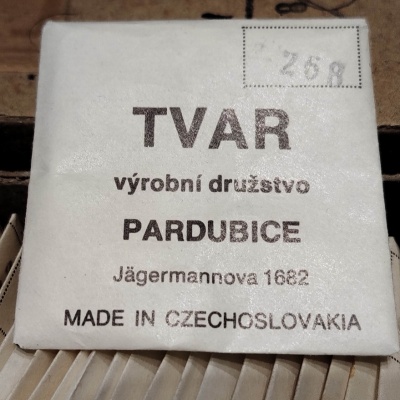 268
TVAR
výrobní družstvo
PARDUBICE
Jägermannova 1682
MADE IN CZECHOSLOVAKIA